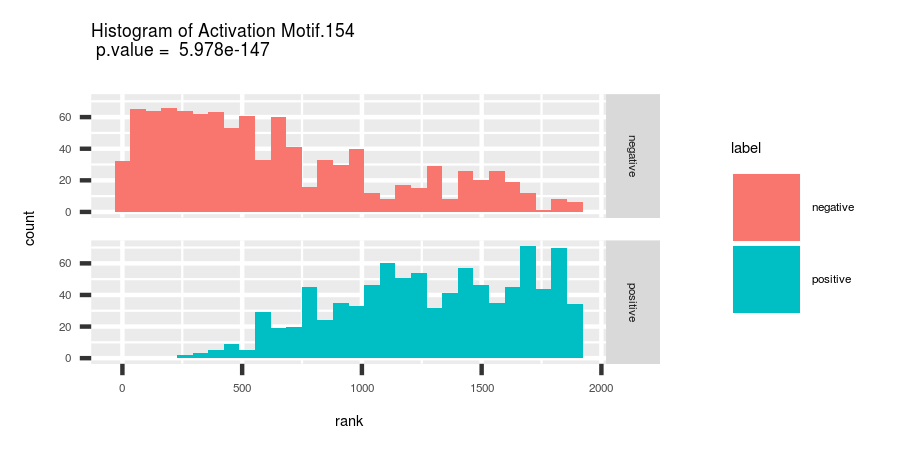 Histogram of Activation Motif.154
p.value = 5.978e-147
count
60
40
20
0
negative
60
40
20
0
positive
0
500
1000
1500
2000
rank
label
negative
positive